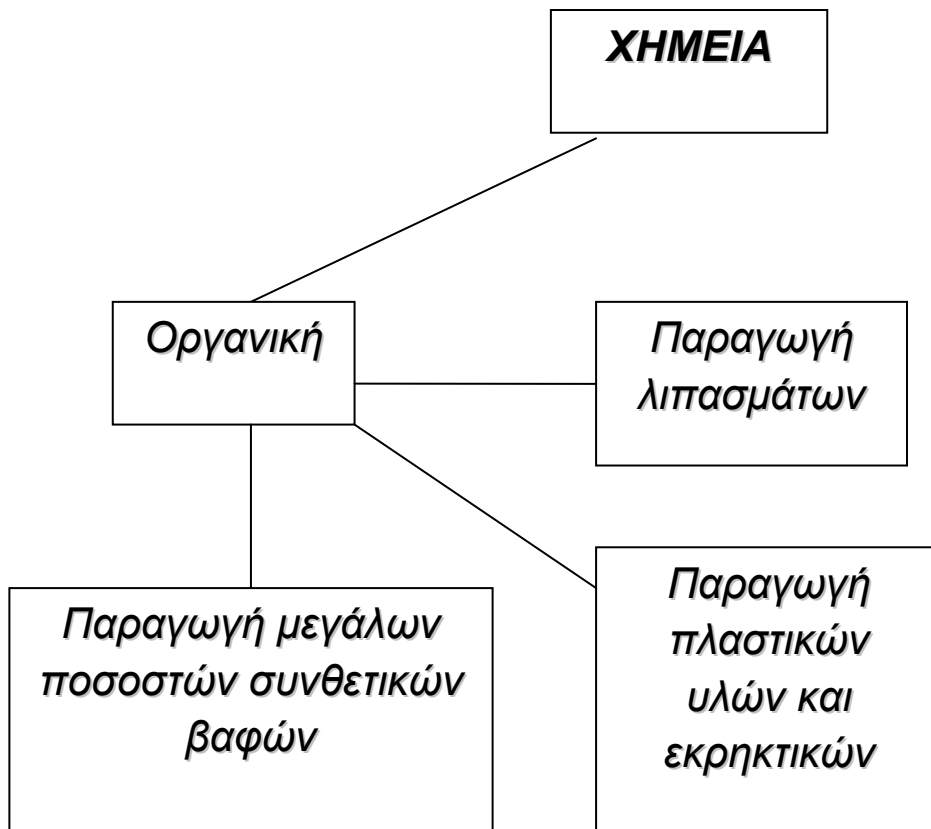 ΧΗΜΕΙΑ
Οργανική
Παραγωγή
λιπασμάτων
Παραγωγή μεγάλων
ποσοστών συνθετικών
βαφών
Παραγωγή
πλαστικών
υλών και
εκρηκτικών